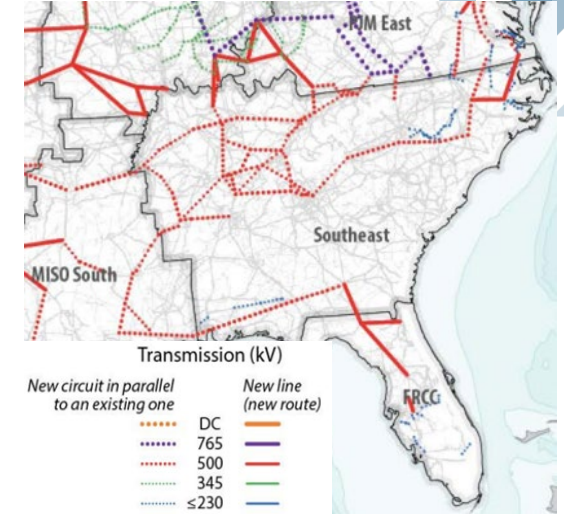 PJM East
Southeast
MISO South
FRCC
Transmission (kV)
New circuit in parallel New line
to an existing one (new route)
DC
765
500
345
≤230